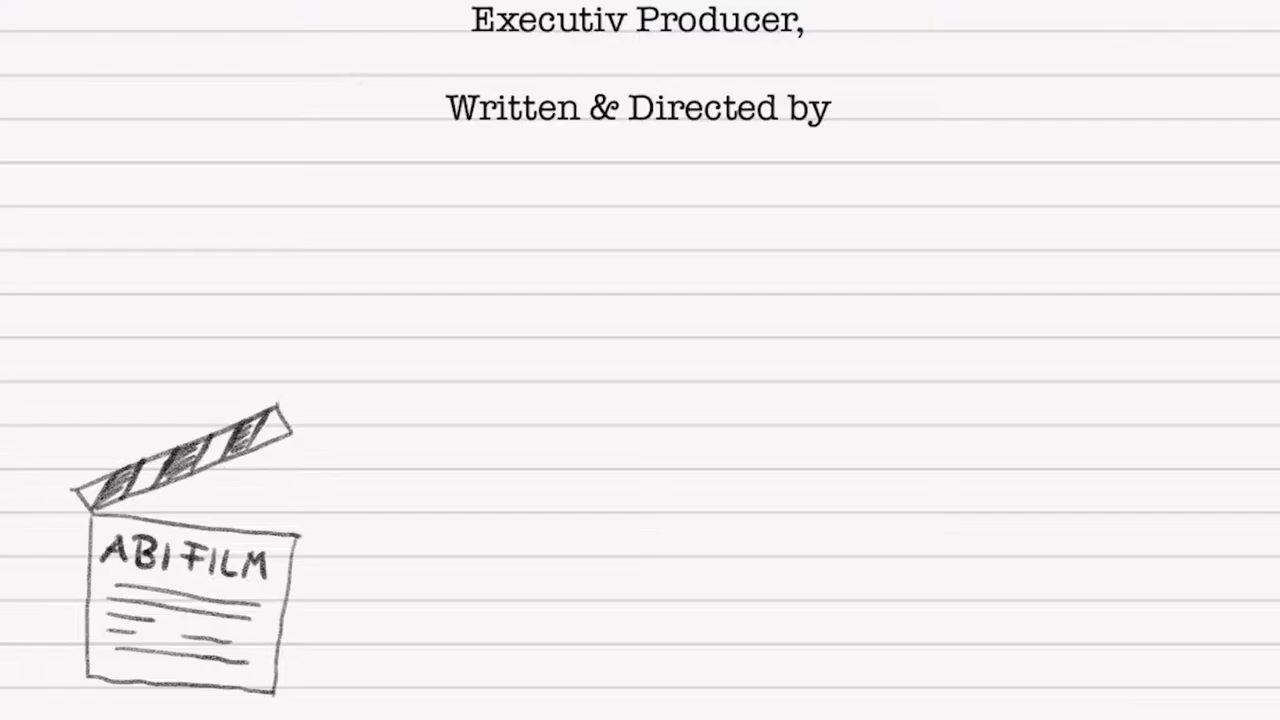 Executiv Producer,
Written & Directed by
ABI FILM